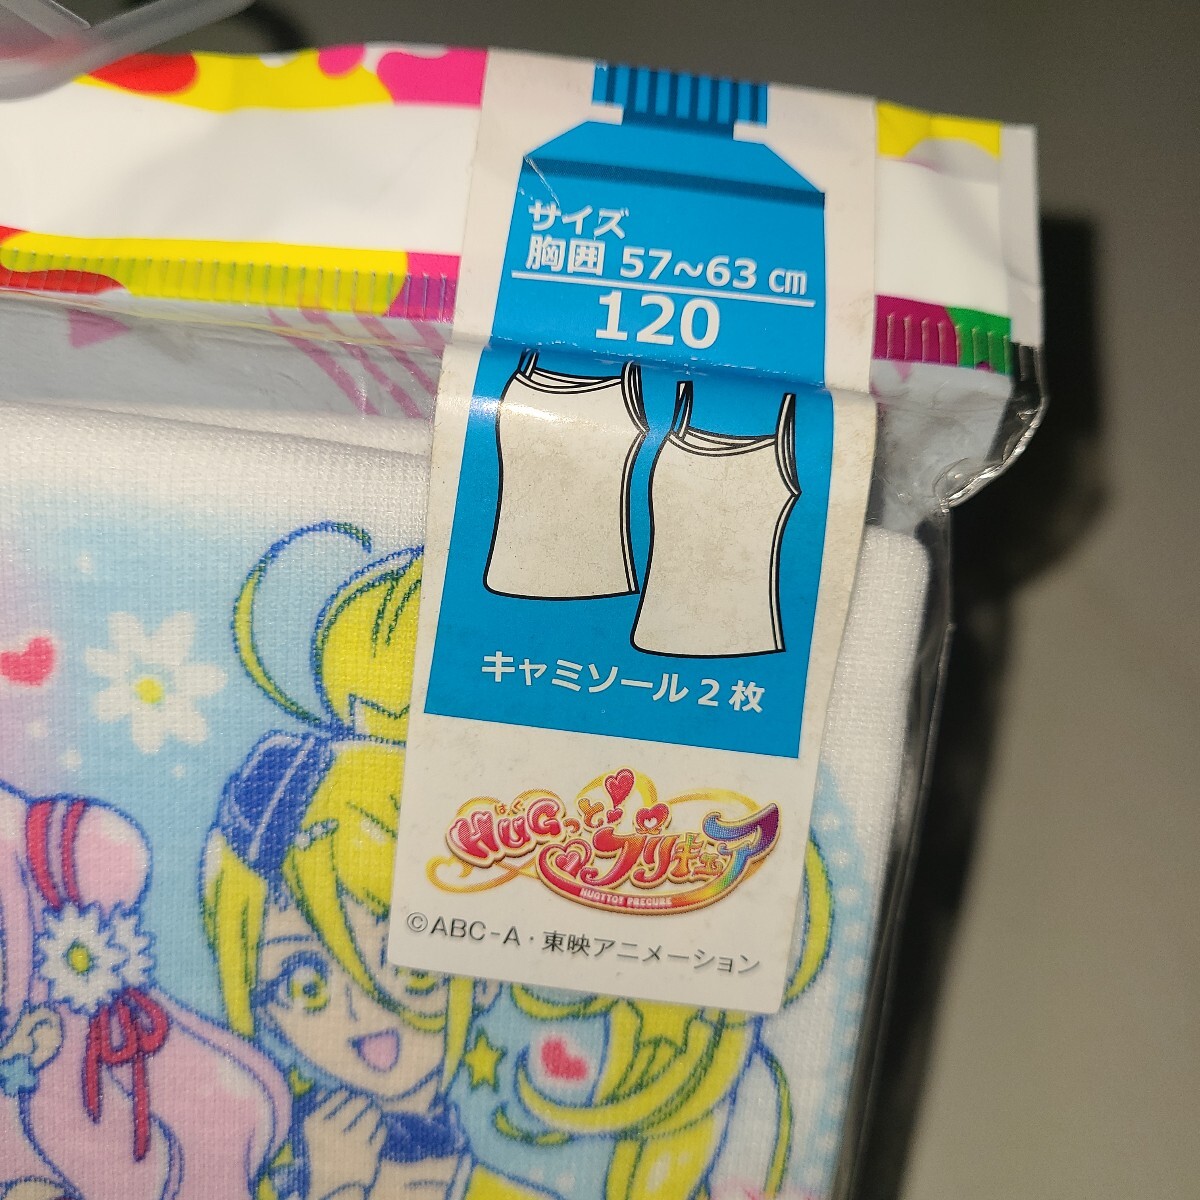 サイズ
胸囲 57~63 ㎝
120
キャミソール2枚
はぐ
HUGっと!プリキュア
HUGTTO! PRECURE
©ABC-A・東映アニメーション